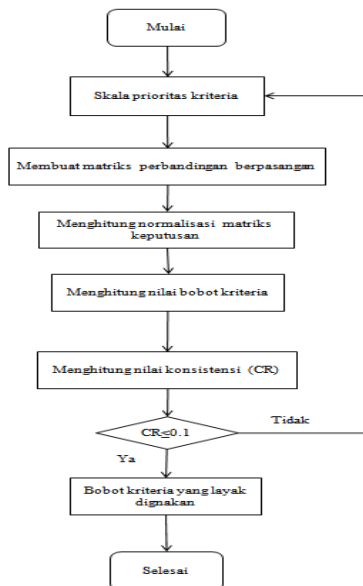 Mulai
Skala prioritas kriteria
Membuat matriks perbandingan berpasangan
Menghitung normalisasi matriks
keputusan
Menghitung nilai bobot kriteria
Menghitung nilai konsistensi (CR)
CR≤0.1
Tidak
Ya
Bobot kriteria yang layak
dignakan
Selesai